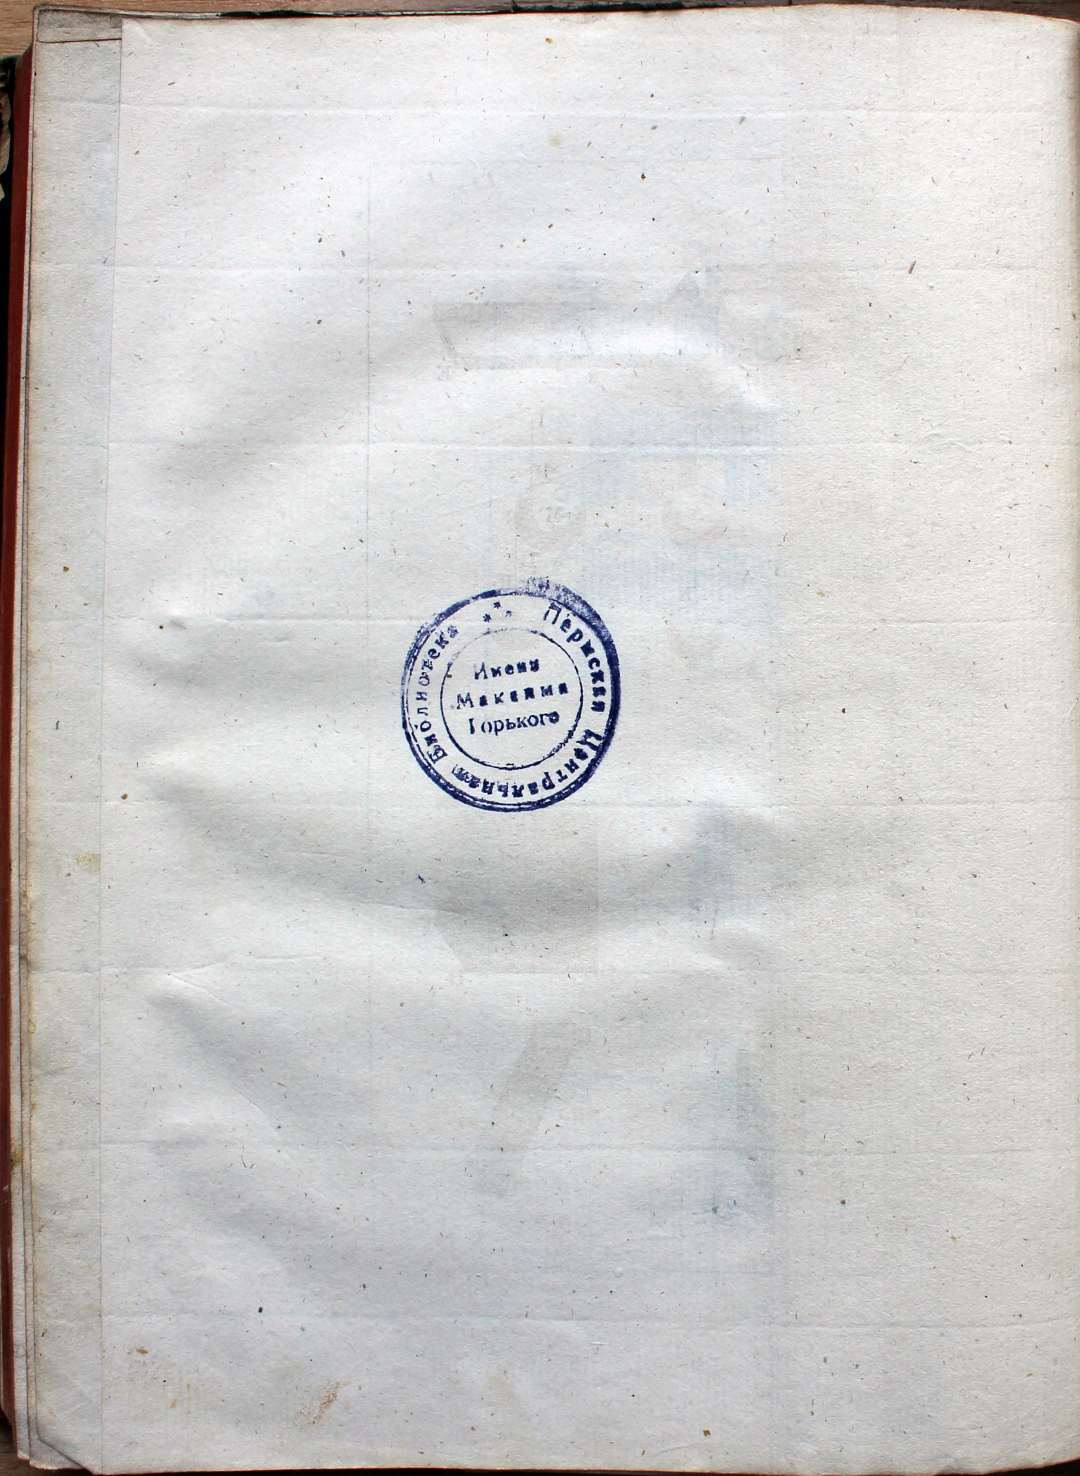 Пермская Центральная Библиотека
Имени
Максима
Горького